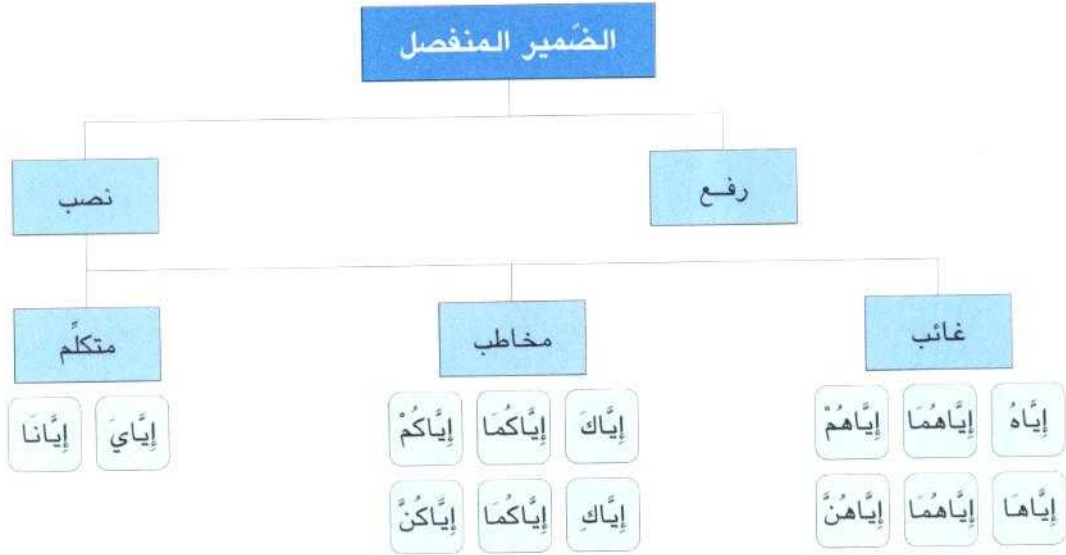 الضَمير المنفصل
رفـع
نصب
غائب
مخاطب
متكلِّم
إِيَّاهُ إِيَّاهُمَا إِيَّاهُمْ
إِيَّاكَ إِيَّاكُمَا إِيَّاكُمْ
إِيَّايَ إِيَّانَا
إِيَّاهَا إِيَّاهُمَا إِيَّاهُنَّ
إِيَّاكِ إِيَّاكُمَا إِيَّاكُنَّ